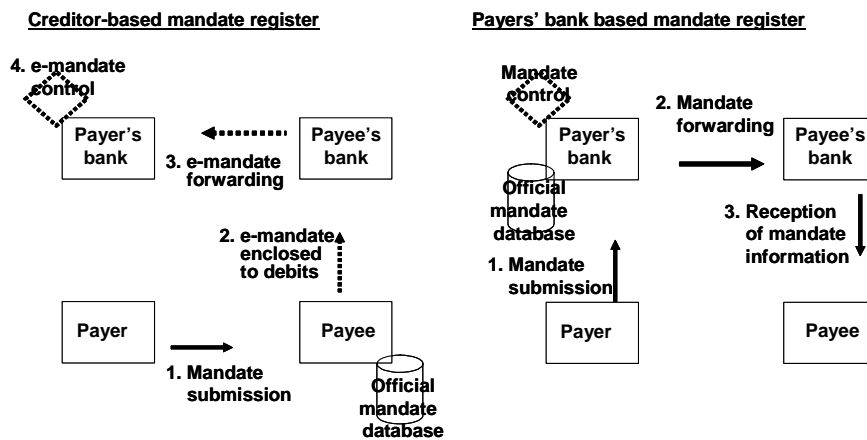 Creditor-based mandate register
4. e-mandate
control
Payer's
bank
Payee's
bank
3. e-mandate
forwarding
2. e-mandate
enclosed
to debits
Payer
Payee
1. Mandate
submission
Official
mandate
database
Payers' bank based mandate register
Mandate
control
2. Mandate
forwarding
Payer's
bank
Payee's
bank
Official
mandate
database
3. Reception
of mandate
information
1. Mandate
submission
Payer
Payee